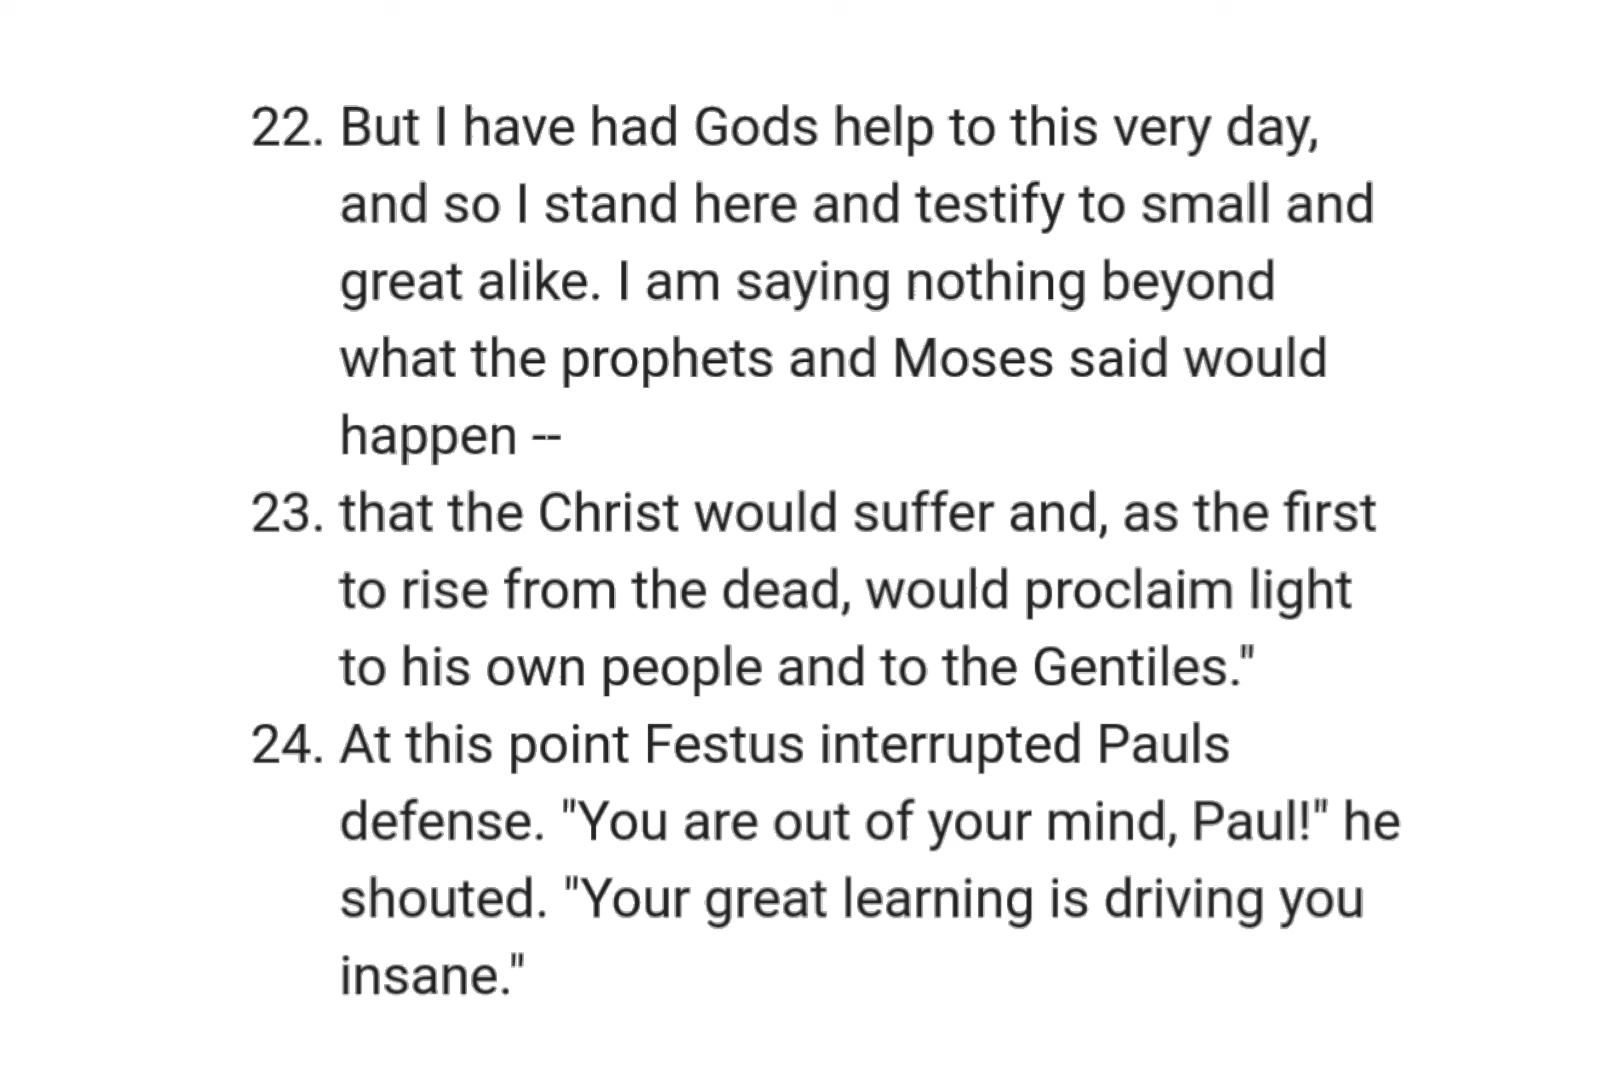 22. But I have had Gods help to this very day,
and so I stand here and testify to small and
great alike. I am saying nothing beyond
what the prophets and Moses said would
happen --
23. that the Christ would suffer and, as the first
to rise from the dead, would proclaim light
to his own people and to the Gentiles."
24. At this point Festus interrupted Pauls
defense. "You are out of your mind, Paul!" he
shouted. "Your great learning is driving you
insane."